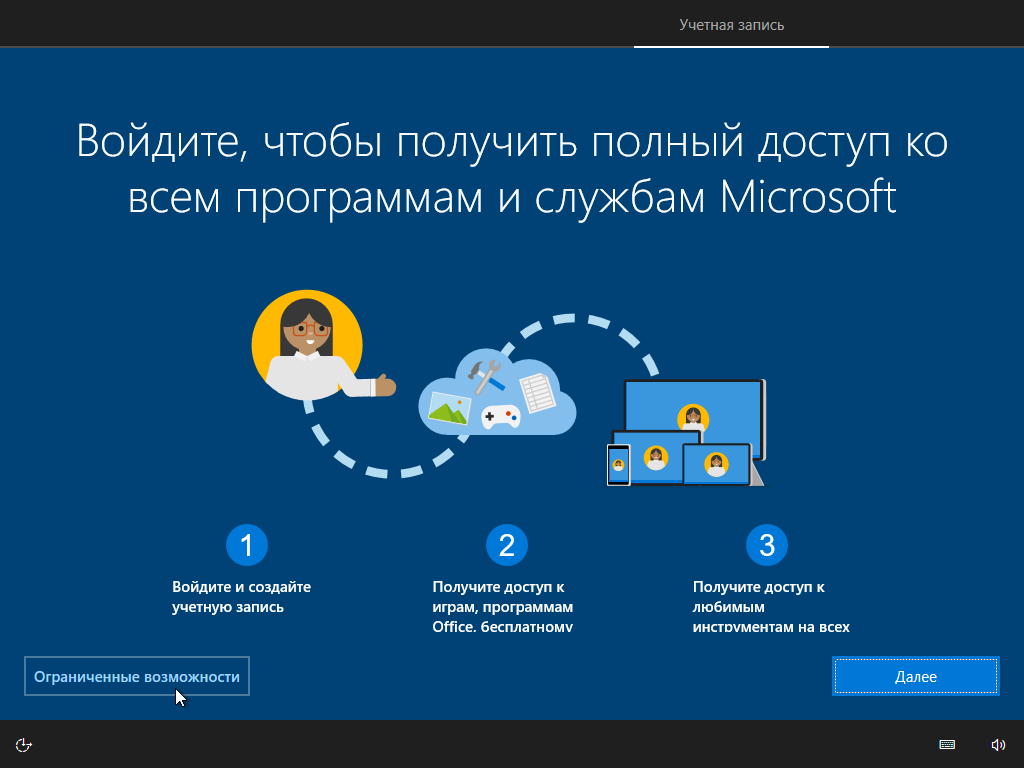 Учетная запись
Войдите, чтобы получить полный доступ ко
всем программам и службам Microsoft
1
Войдите и создайте
учетную запись
2
Получите доступ к
играм, программам
Office, бесплатному
3
Получите доступ к
любимым
инструментам на всех
Ограниченные возможности
Далее